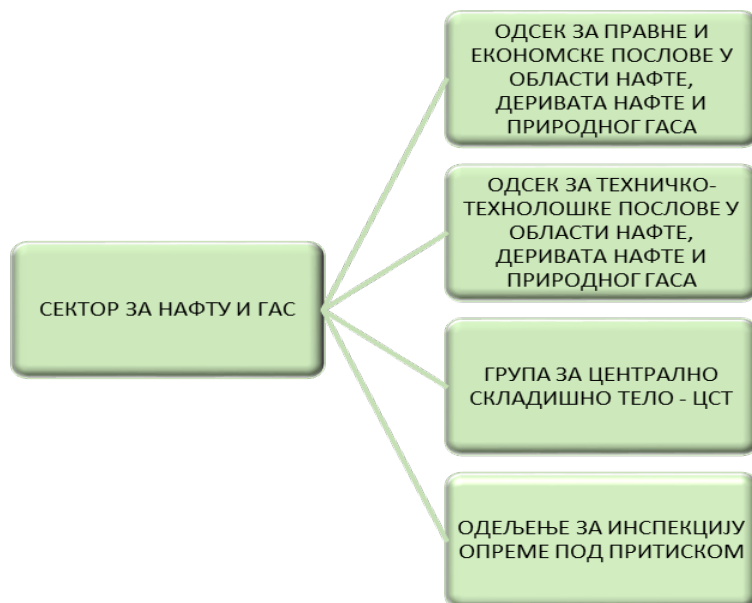 ОДСЕК ЗА ПРАВНЕ И
ЕКОНОМСКЕ ПОСЛОВЕ У
ОБЛАСТИ НАФТЕ,
ДЕРИВАТА НАФТЕ И
ПРИРОДНОГ ГАСА
ОДСЕК ЗА ТЕХНИЧКО-
ТЕХНОЛОШКЕ ПОСЛОВЕ У
ОБЛАСТИ НАФТЕ,
ДЕРИВАТА НАФТЕ И
ПРИРОДНОГ ГАСА
СЕКТОР ЗА НАФТУ И ГАС
ГРУПА ЗА ЦЕНТРАЛНО
СКЛАДИШНО ТЕЛО - ЦСТ
ОДЕЉЕЊЕ ЗА ИНСПЕКЦИЈУ
ОПРЕМЕ ПОД ПРИТИСКОМ